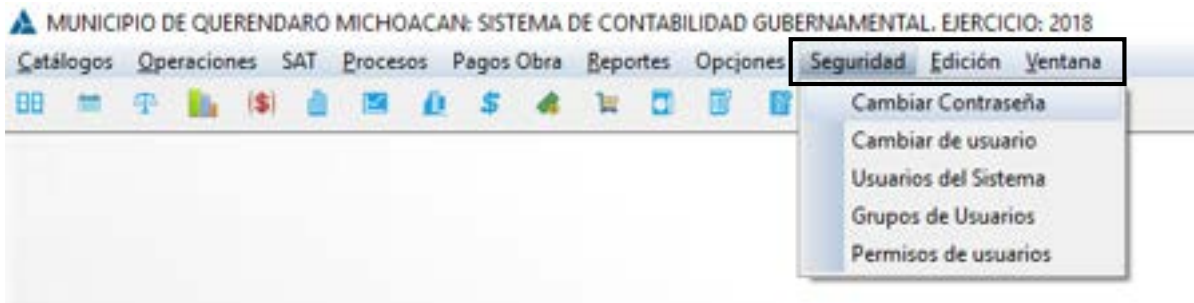 MUNICIPIO DE QUERENDARO MICHOACAN: SISTEMA DE CONTABILIDAD GUBERNAMENTAL. EJERCICIO: 2018
Catálogos Operaciones SAT Procesos Pagos Obra Reportes Opciones Seguridad Edición Ventana
Cambiar Contraseña
Cambiar de usuario
Usuarios del Sistema
Grupos de Usuarios
Permisos de usuarios